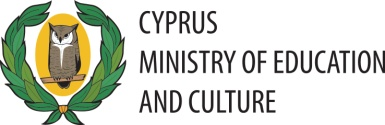 CYPRUS
MINISTRY OF EDUCATION
AND CULTURE